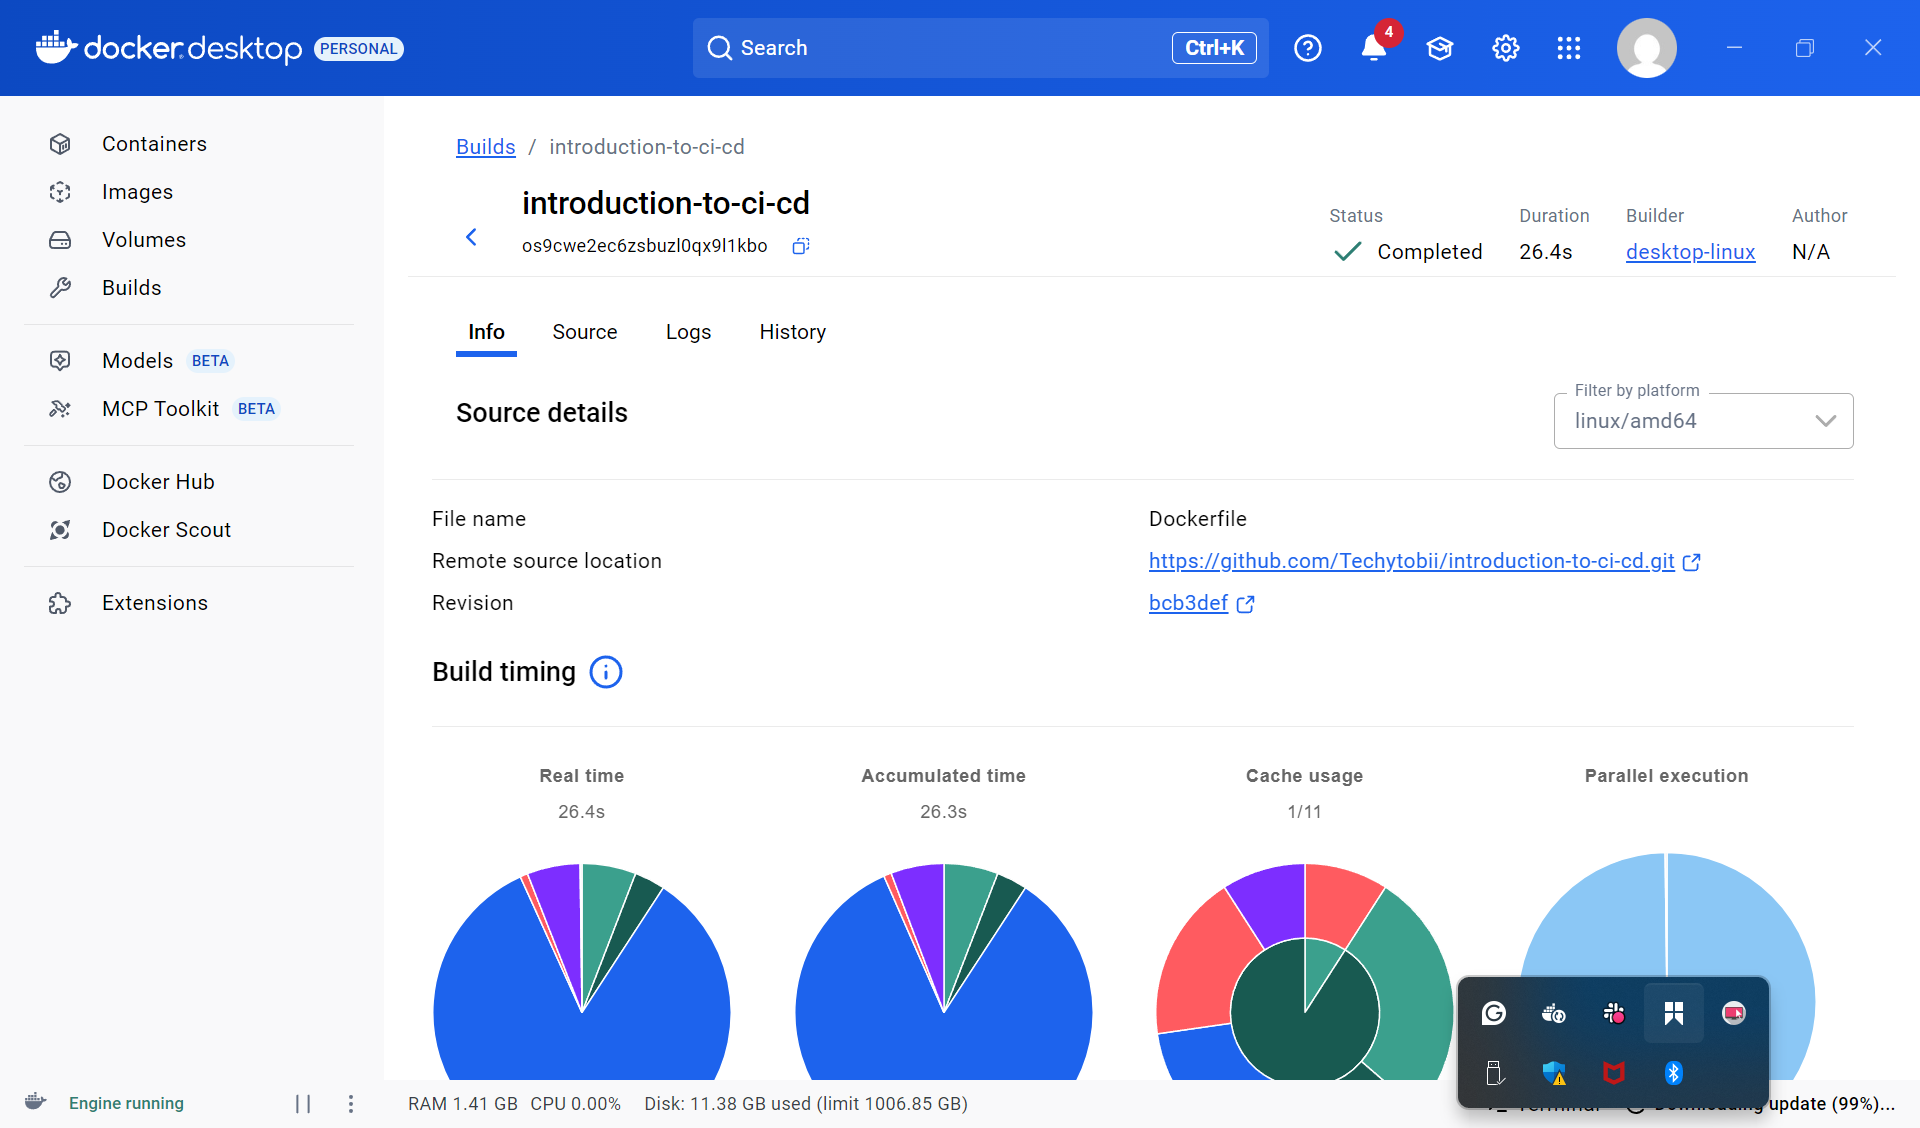 docker.desktop PERSONAL
Search Ctrl+K
4
Containers
Images
Volumes
Builds
Models BETA
MCP Toolkit BETA
Docker Hub
Docker Scout
Extensions
Builds / introduction-to-ci-cd
introduction-to-ci-cd
os9cwe2ec6zsbuzl0qx9l1kbo
Status Duration Builder Author
Completed 26.4s desktop-linux N/A
Info Source Logs History
Source details
Filter by platform
linux/amd64
File name Dockerfile
Remote source location https://github.com/Techytobii/introduction-to-ci-cd.git
Revision bcb3def
Build timing
Real time Accumulated time Cache usage Parallel execution
26.4s 26.3s 1/11
Engine running
RAM 1.41 GB CPU 0.00% Disk: 11.38 GB used (limit 1006.85 GB)
Terminal Downloading update (99%)...